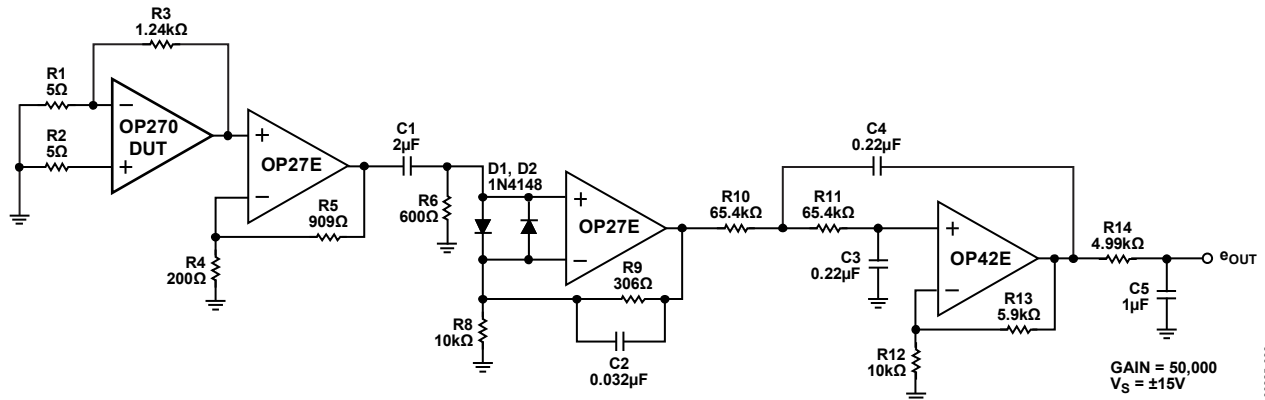 R3
1.24kΩ
R1
5Ω
R2
5Ω
−
+
OP270
DUT
+
−
OP27E
R5
909Ω
R4
200Ω
C1
2µF
R6
600Ω
D1, D2
1N4148
+
−
OP27E
R9
306Ω
R8
10kΩ
C2
0.032µF
R10
65.4kΩ
R11
65.4kΩ
C4
0.22µF
C3
0.22µF
+
−
OP42E
R13
5.9kΩ
R12
10kΩ
R14
4.99kΩ
eOUT
C5
1µF
GAIN = 50,000
VS = ±15V